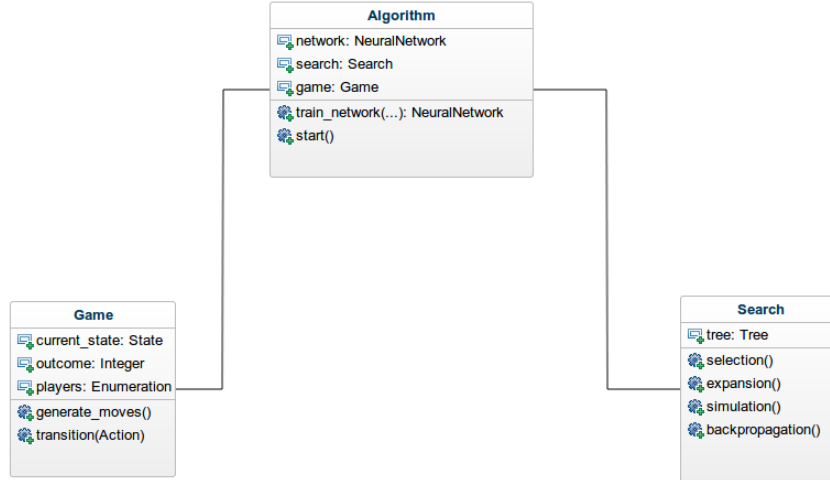 Algorithm
network: NeuralNetwork
search: Search
game: Game
train_network(...): NeuralNetwork
start()
Game
current_state: State
outcome: Integer
players: Enumeration
generate_moves()
transition(Action)
Search
tree: Tree
selection()
expansion()
simulation()
backpropagation()